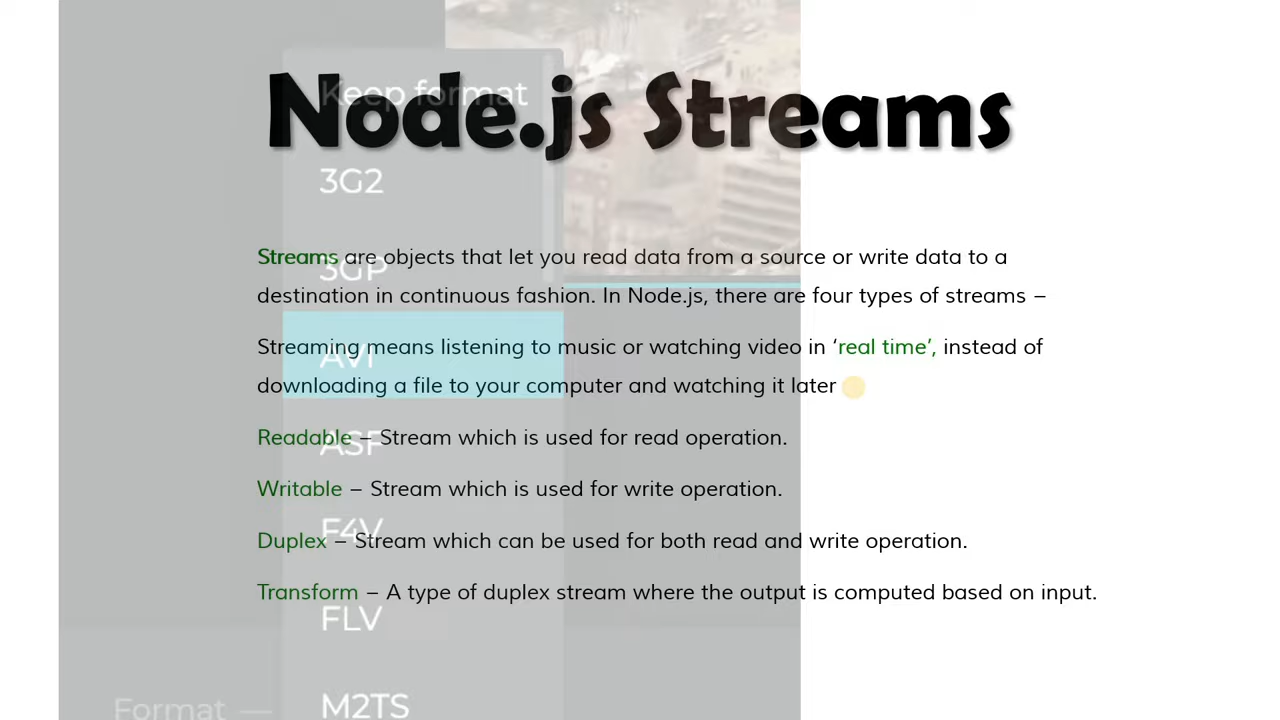 Keep format
Node.js Streams
3G2
Streams are objects that let you read data from a source or write data to a
3GP
destination in continuous fashion. In Node.js, there are four types of streams –
Streaming means listening to music or watching video in ‘real time’, instead of
AVI
downloading a file to your computer and watching it later
Readable – Stream which is used for read operation.
ASF
Writable – Stream which is used for write operation.
F4V
Duplex – Stream which can be used for both read and write operation.
Transform – A type of duplex stream where the output is computed based on input.
FLV
M2TS
Format —